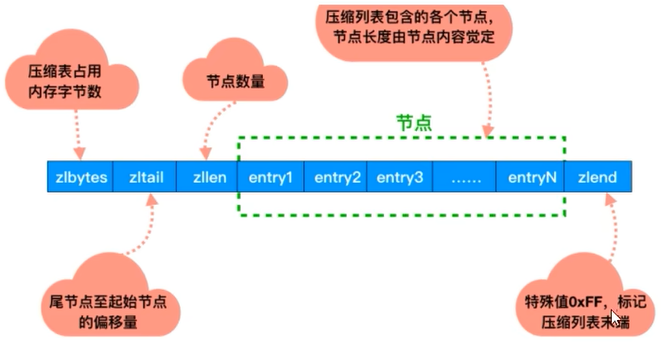 压缩列表包含的各个节点，
节点长度由节点内容觉定
压缩表占用
内存字节数
节点数量
节点
zlbytes zltail zllen entry1 entry2 entry3 …… entryN zlend
尾节点至起始节点
的偏移量
特殊值0xFF，标记
压缩列表末端